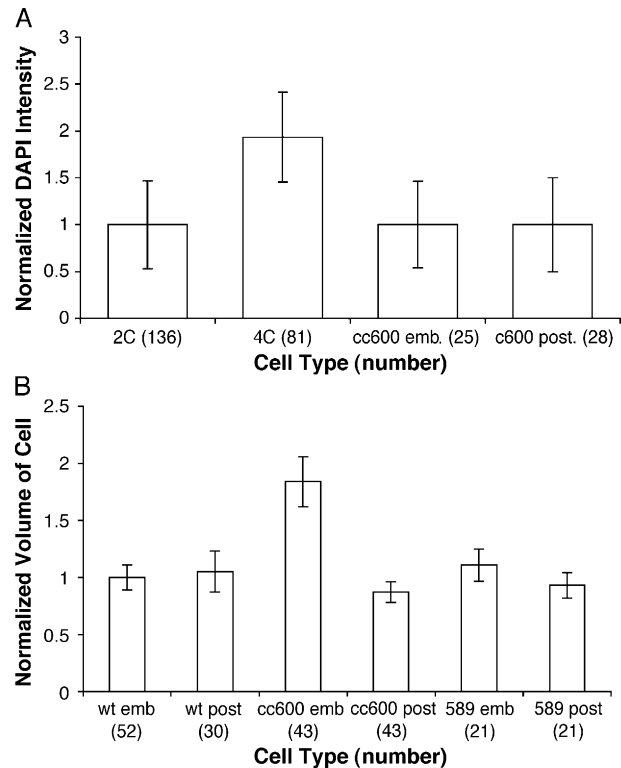 A
Normalized DAPI Intensity
3
2.5
2
1.5
1
0.5
0
2C (136) 4C (81) cc600 emb. (25) c600 post. (28)
Cell Type (number)
B
Normalized Volume of Cell
2.5
2
1.5
1
0.5
0
wt emb wt post cc600 emb cc600 post 589 emb 589 post
(52) (30) (43) (43) (21) (21)
Cell Type (number)